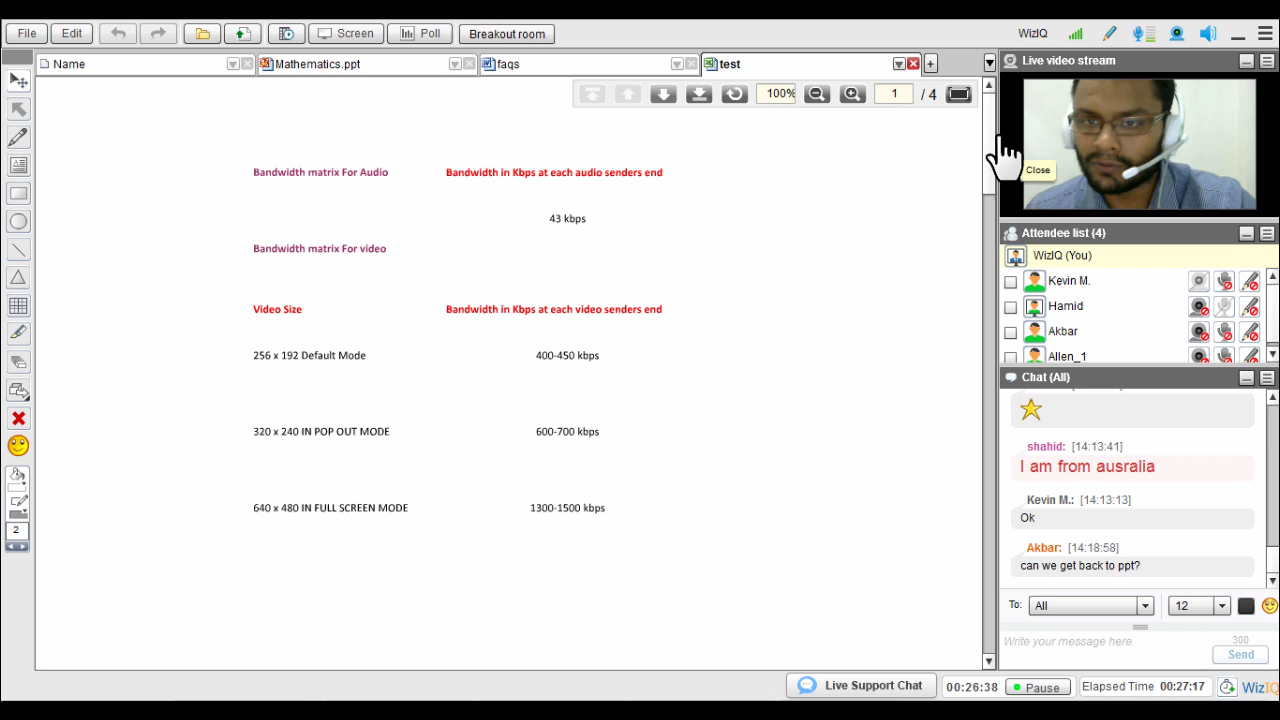 File Edit Screen Poll Breakout room WizIQ
Name Mathematics.ppt faqs test
100% 1 / 4
Bandwidth matrix For Audio Bandwidth in Kbps at each audio senders end
43 kbps
Bandwidth matrix For video
Video Size Bandwidth in Kbps at each video senders end
256 x 192 Default Mode 400-450 kbps
320 x 240 IN POP OUT MODE 600-700 kbps
640 x 480 IN FULL SCREEN MODE 1300-1500 kbps
2
Live video stream
Close
Attendee list (4)
WizIQ (You)
Kevin M.
Hamid
Akbar
Allen_1
Chat (All)
shahid: [14:13:41]
I am from ausralia
Kevin M.: [14:13:13]
Ok
Akbar: [14:18:58]
can we get back to ppt?
To: All 12
Write your message here. 300
Send
Live Support Chat 00:26:38 Pause Elapsed Time 00:27:17 WizIQ